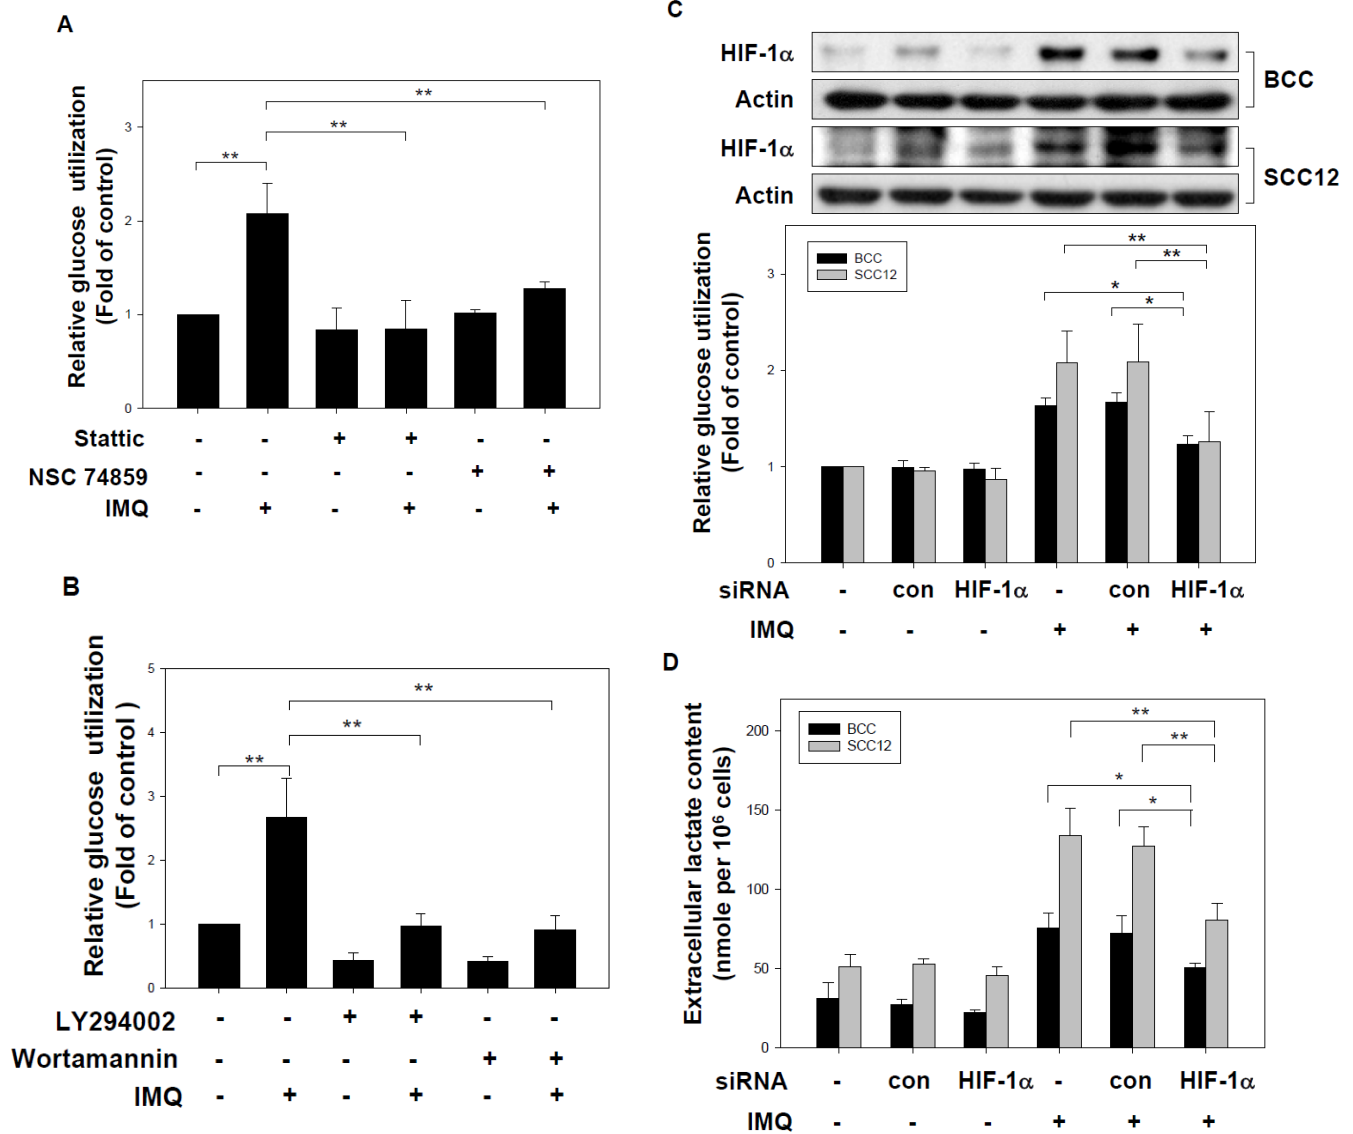 A
Relative glucose utilization
(Fold of control)
3
2
1
0
**
**
**
Stattic - - + + - -
NSC 74859 - - - - + +
IMQ - + - + - +
B
Relative glucose utilization
(Fold of control )
5
4
3
2
1
0
**
**
**
LY294002 - - + + - -
Wortamannin - - - - + +
IMQ - + - + - +
C
HIF-1α
Actin
BCC
HIF-1α
Actin
SCC12
Relative glucose utilization
(Fold of control)
3
2
1
0
BCC
SCC12
**
**
*
*
siRNA - con HIF-1α - con HIF-1α
IMQ - - - + + +
D
Extracellular lactate content
(nmole per 10⁶ cells)
200
150
100
50
0
BCC
SCC12
**
**
*
*
siRNA - con HIF-1α - con HIF-1α
IMQ - - - + + +